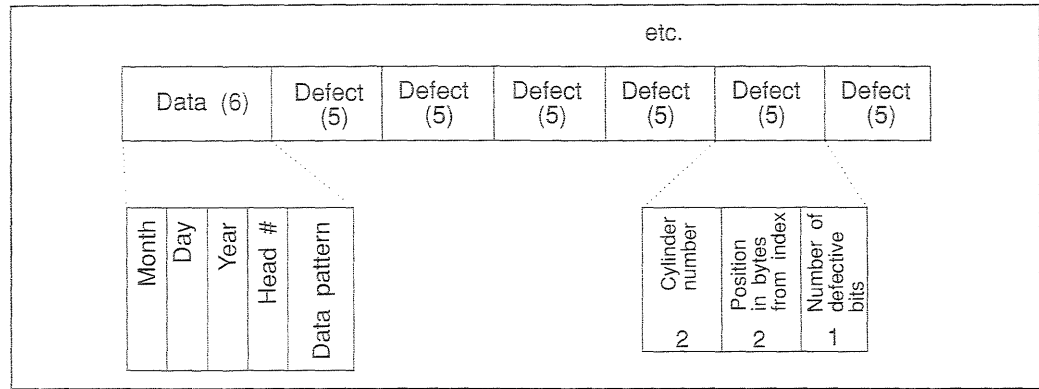 etc.
Data (6)
Defect
(5)
Defect
(5)
Defect
(5)
Defect
(5)
Defect
(5)
Defect
(5)
Month
Day
Year
Head #
Data pattern
Cylinder
number
2
Position
in bytes
from index
2
Number of
defective
bits
1